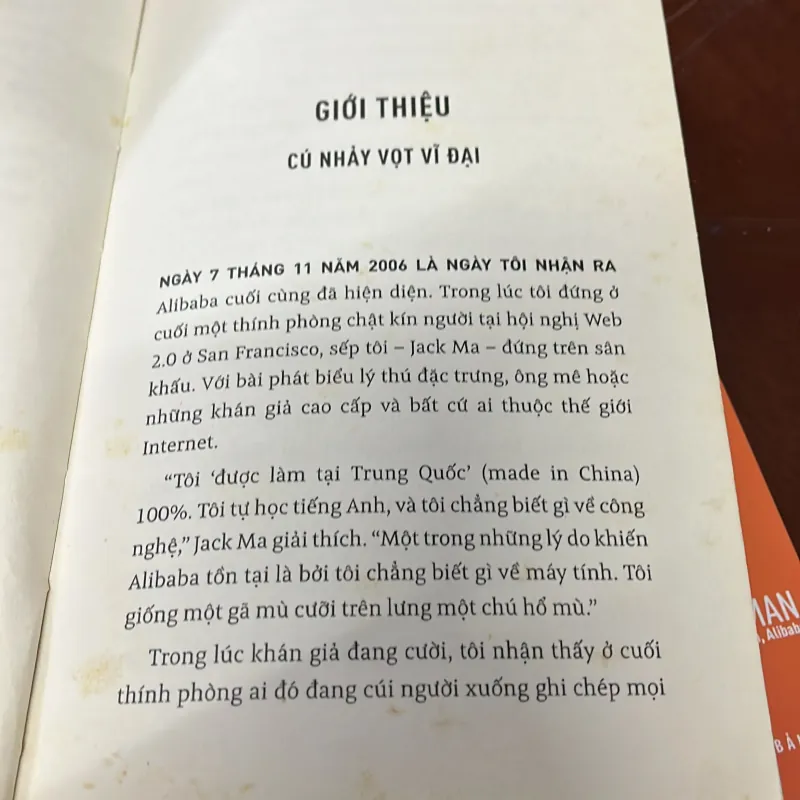 GIỚI THIỆU
CÚ NHẢY VỌT VĨ ĐẠI
NGÀY 7 THÁNG 11 NĂM 2006 LÀ NGÀY TÔI NHẬN RA
Alibaba cuối cùng đã hiện diện. Trong lúc tôi đứng ở
cuối một thính phòng chật kín người tại hội nghị Web
2.0 ở San Francisco, sếp tôi – Jack Ma – đứng trên sân
khấu. Với bài phát biểu lý thú đặc trưng, ông mê hoặc
những khán giả cao cấp và bất cứ ai thuộc thế giới
Internet.
“Tôi ‘được làm tại Trung Quốc’ (made in China)
100%. Tôi tự học tiếng Anh, và tôi chẳng biết gì về công
nghệ,” Jack Ma giải thích. “Một trong những lý do khiến
Alibaba tồn tại là bởi tôi chẳng biết gì về máy tính. Tôi
giống một gã mù cưỡi trên lưng một chú hổ mù.”
Trong lúc khán giả đang cười, tôi nhận thấy ở cuối
thính phòng ai đó đang cúi người xuống ghi chép mọi
MAN
, Alibab